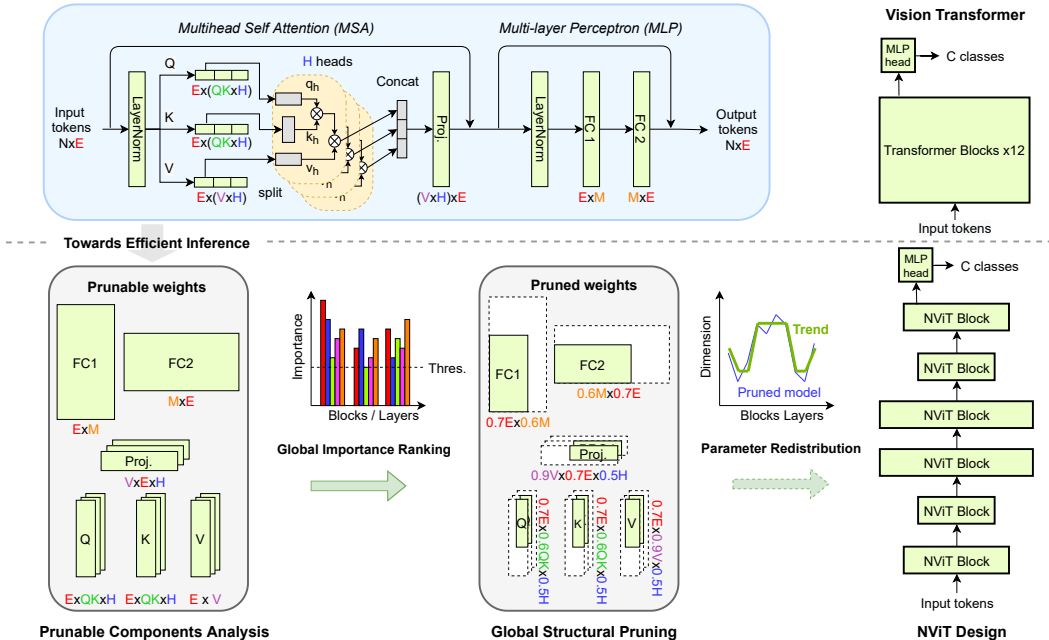 Multihead Self Attention (MSA)
Multi-layer Perceptron (MLP)
Vision Transformer
MLP
head
C classes
Transformer Blocks x12
Input tokens
Input
tokens
NxE
LayerNorm
Q
K
V
Ex(QKxH)
Ex(QKxH)
Ex(VxH)
split
H heads
qh
kh
vh
n
n
Concat
Proj.
(VxH)xE
LayerNorm
FC 1
ExM
FC 2
MxE
Output
tokens
NxE
Towards Efficient Inference
Prunable weights
FC1
ExM
FC2
MxE
Proj.
VxExH
Q
K
V
ExQKxH
ExQKxH
E x V
Prunable Components Analysis
Importance
Thres.
Blocks / Layers
Global Importance Ranking
Pruned weights
FC1
0.7Ex0.6M
FC2
0.6Mx0.7E
Proj.
0.9Vx0.7Ex0.5H
Q
0.7Ex0.6QKx0.5H
K
0.7Ex0.6QKx0.5H
V
0.7Ex0.9Vx0.5H
Global Structural Pruning
Dimension
Trend
Pruned model
Blocks Layers
Parameter Redistribution
MLP
head
C classes
NViT Block
NViT Block
NViT Block
NViT Block
NViT Block
NViT Block
Input tokens
NViT Design